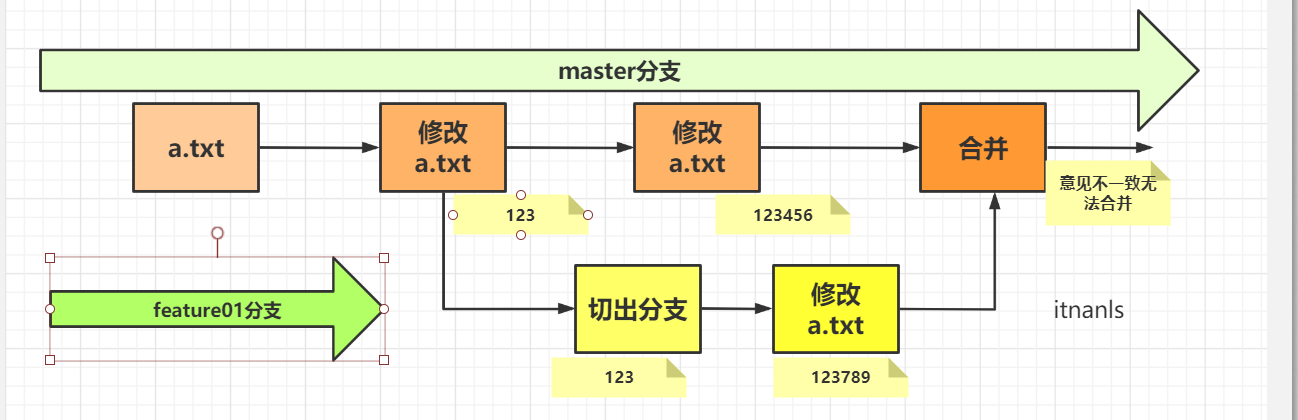 master分支
a.txt
修改
a.txt
修改
a.txt
合并
123
123456
意见不一致无
法合并
feature01分支
切出分支
修改
a.txt
itnanls
123
123789